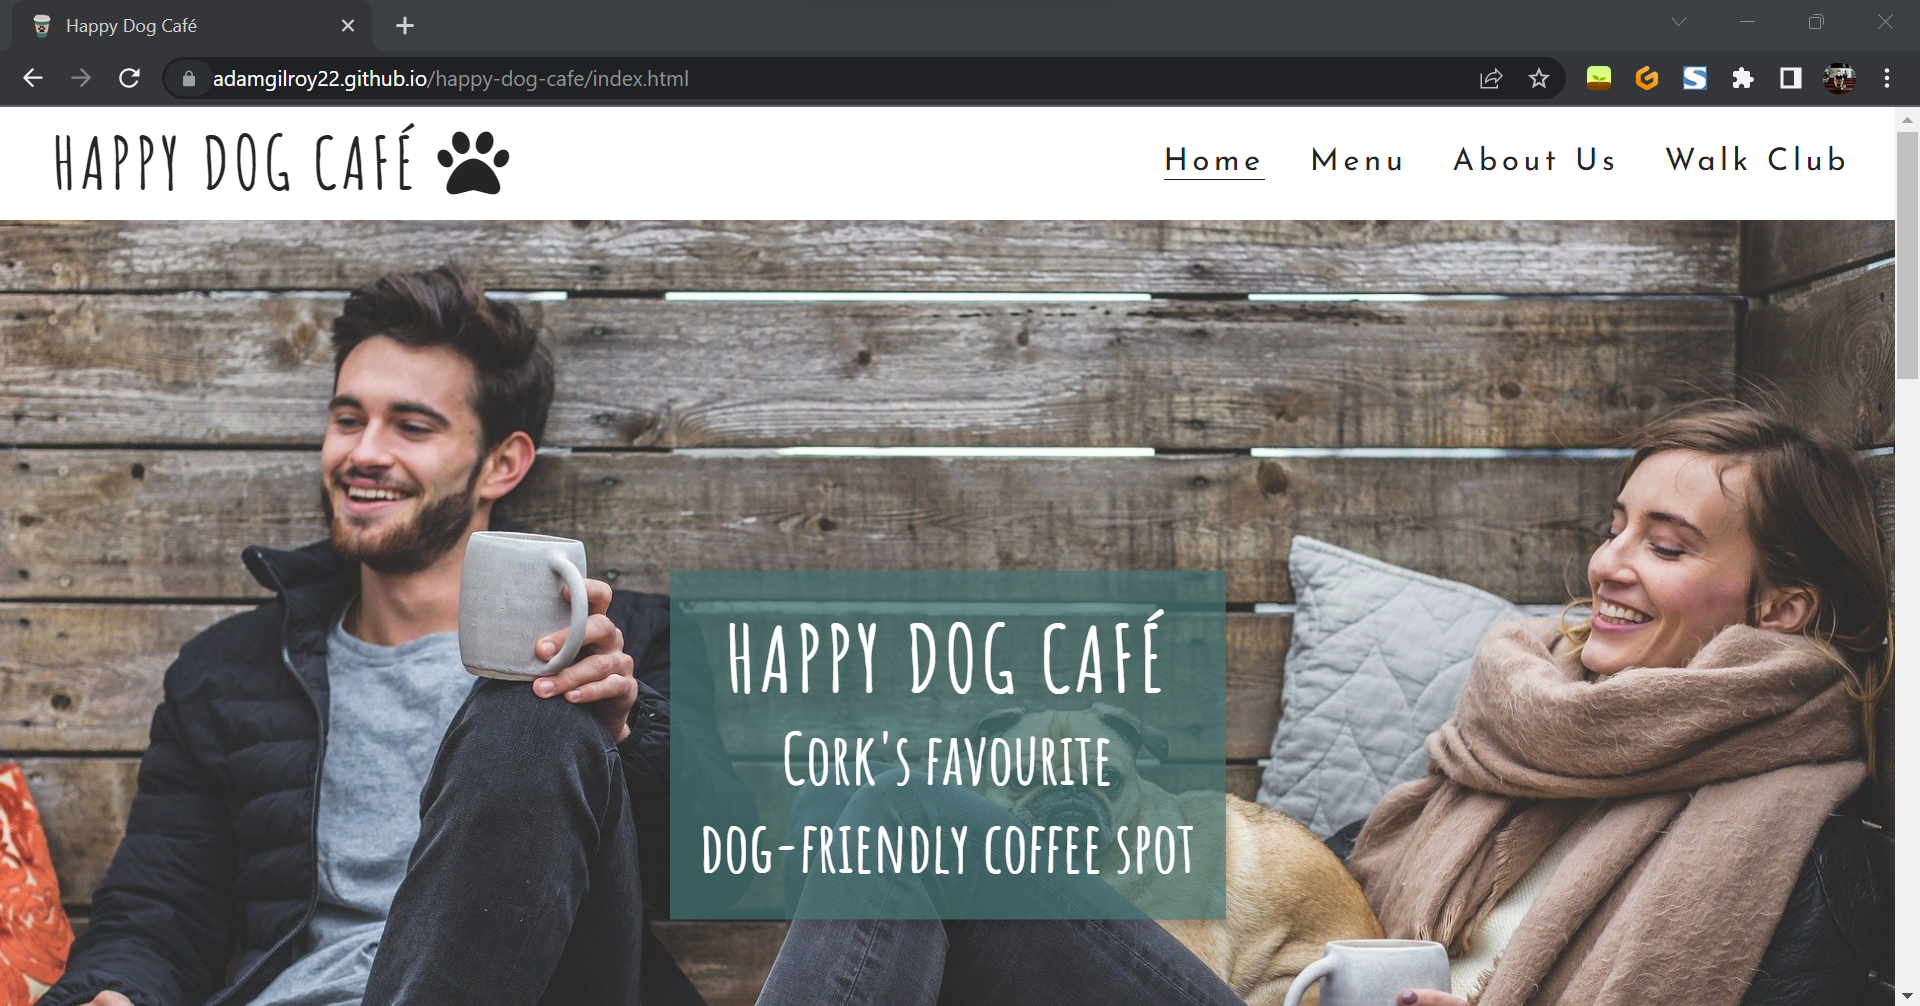 Happy Dog Café
adamgilroy22.github.io/happy-dog-cafe/index.html
HAPPY DOG CAFÉ
Home Menu About Us Walk Club
HAPPY DOG CAFÉ
CORK'S FAVOURITE
DOG-FRIENDLY COFFEE SPOT